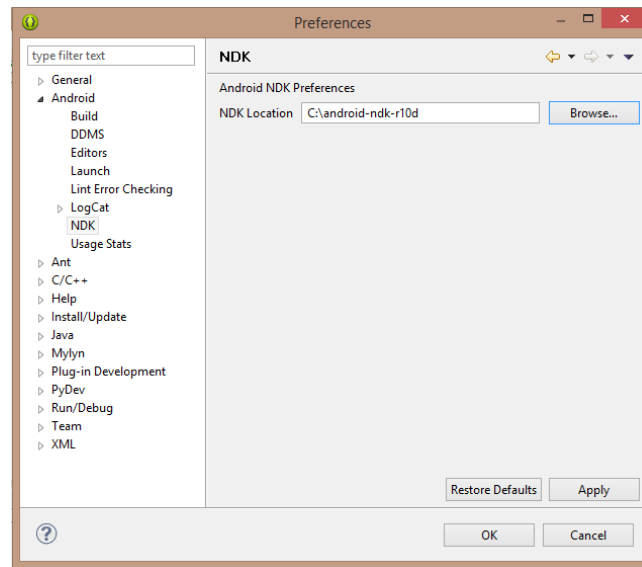 Preferences
type filter text
NDK
General
Android
Build
DDMS
Editors
Launch
Lint Error Checking
LogCat
NDK
Usage Stats
Ant
C/C++
Help
Install/Update
Java
Mylyn
Plug-in Development
PyDev
Run/Debug
Team
XML
Android NDK Preferences
NDK Location C:\android-ndk-r10d Browse...
Restore Defaults Apply
? OK Cancel